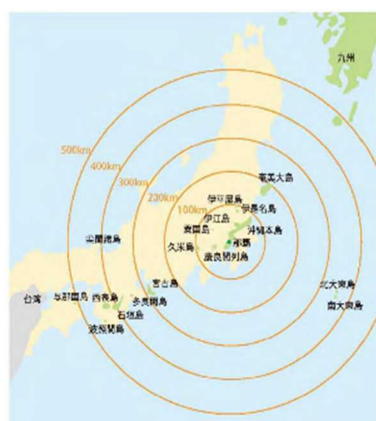 九州
500km
400km
300km
200km
100km
奄美大島
伊平屋島
伊是名島
伊江島
沖縄本島
粟国島
那覇
久米島
慶良間列島
尖閣諸島
宮古島
多良間島
北大東島
南大東島
台湾
与那国島
西表島
石垣島
波照間島